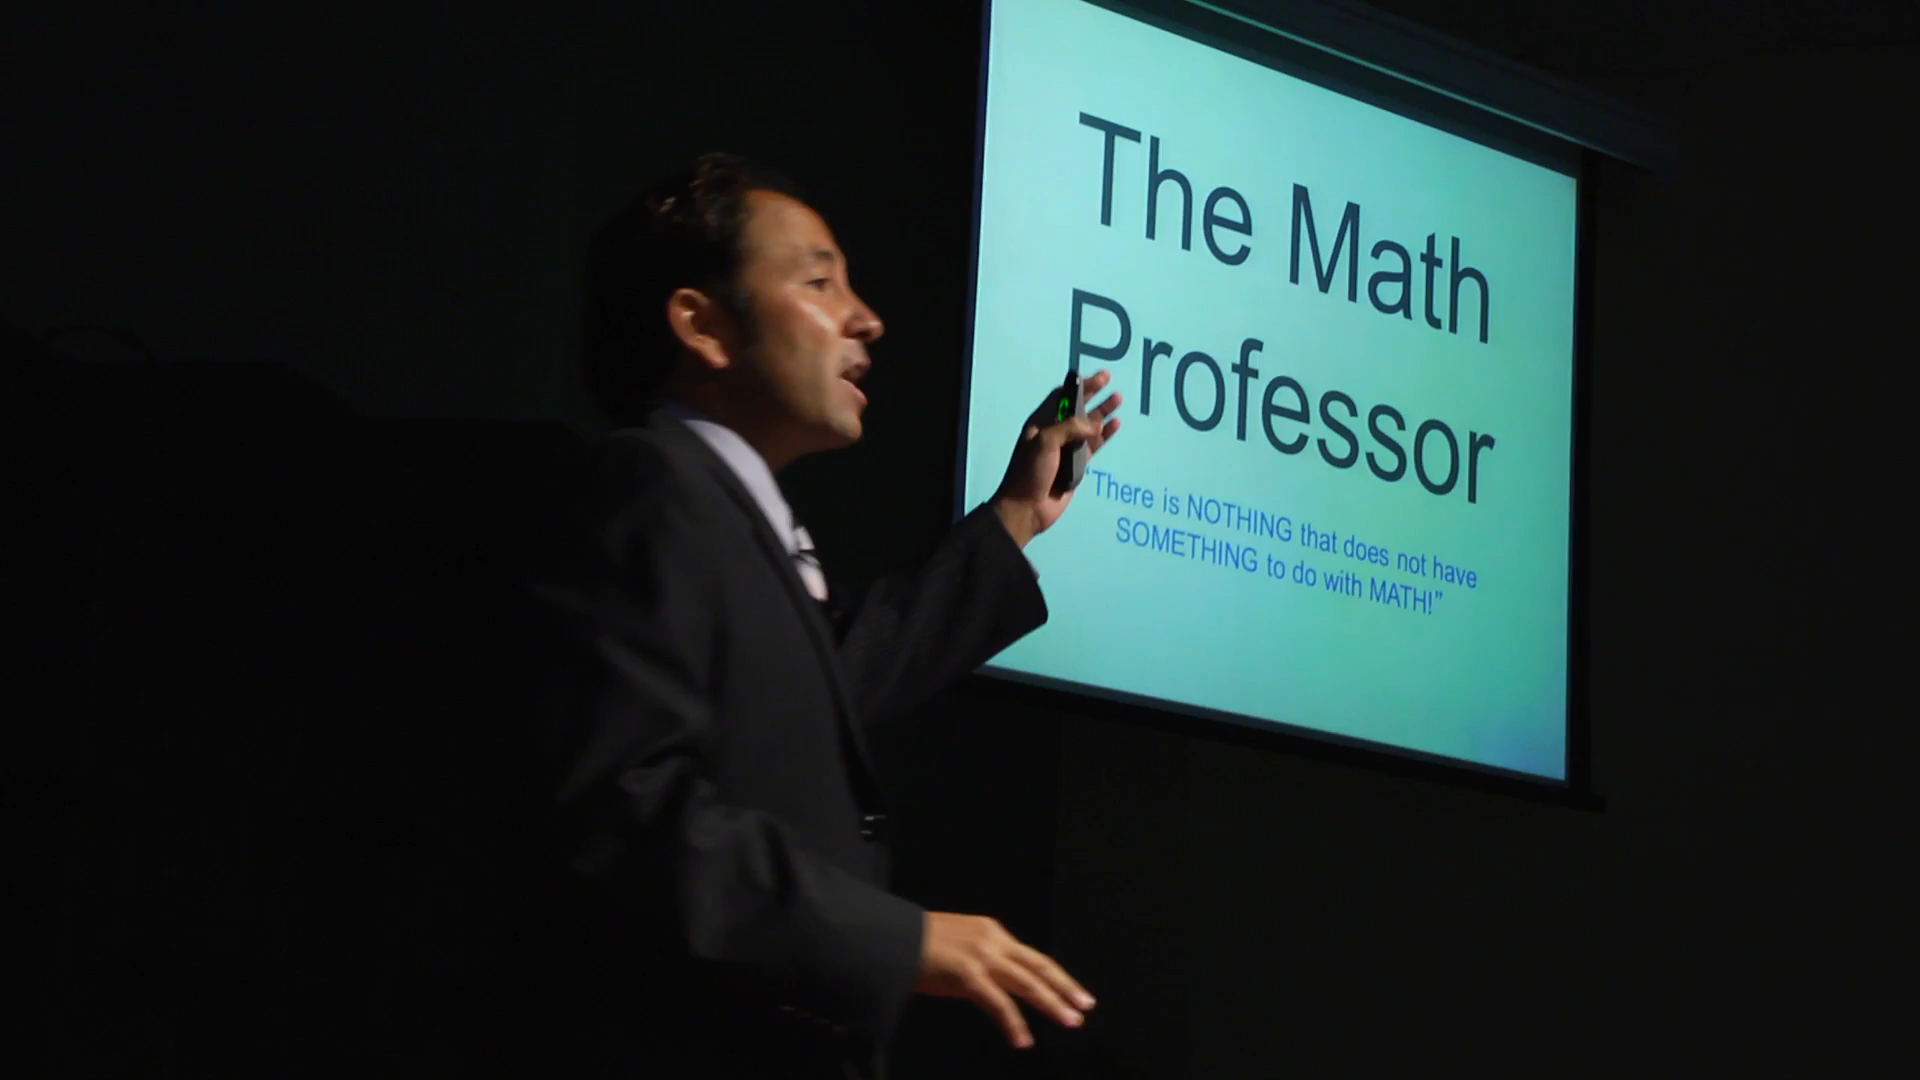 The Math
Professor
“There is NOTHING that does not have
SOMETHING to do with MATH!”